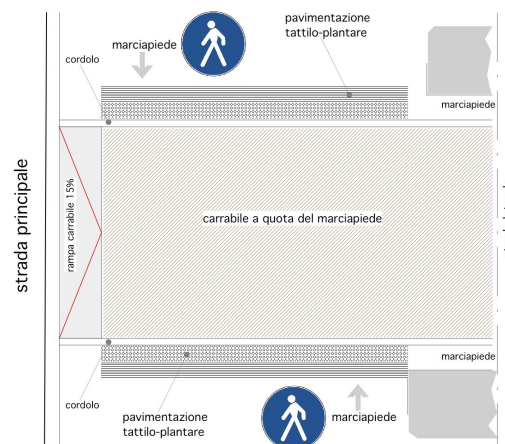 pavimentazione
tattilo-plantare
marciapiede
cordolo
marciapiede
strada principale
rampa carrabile 15%
carrabile a quota del marciapiede
marciapiede
cordolo
pavimentazione
tattilo-plantare
marciapiede